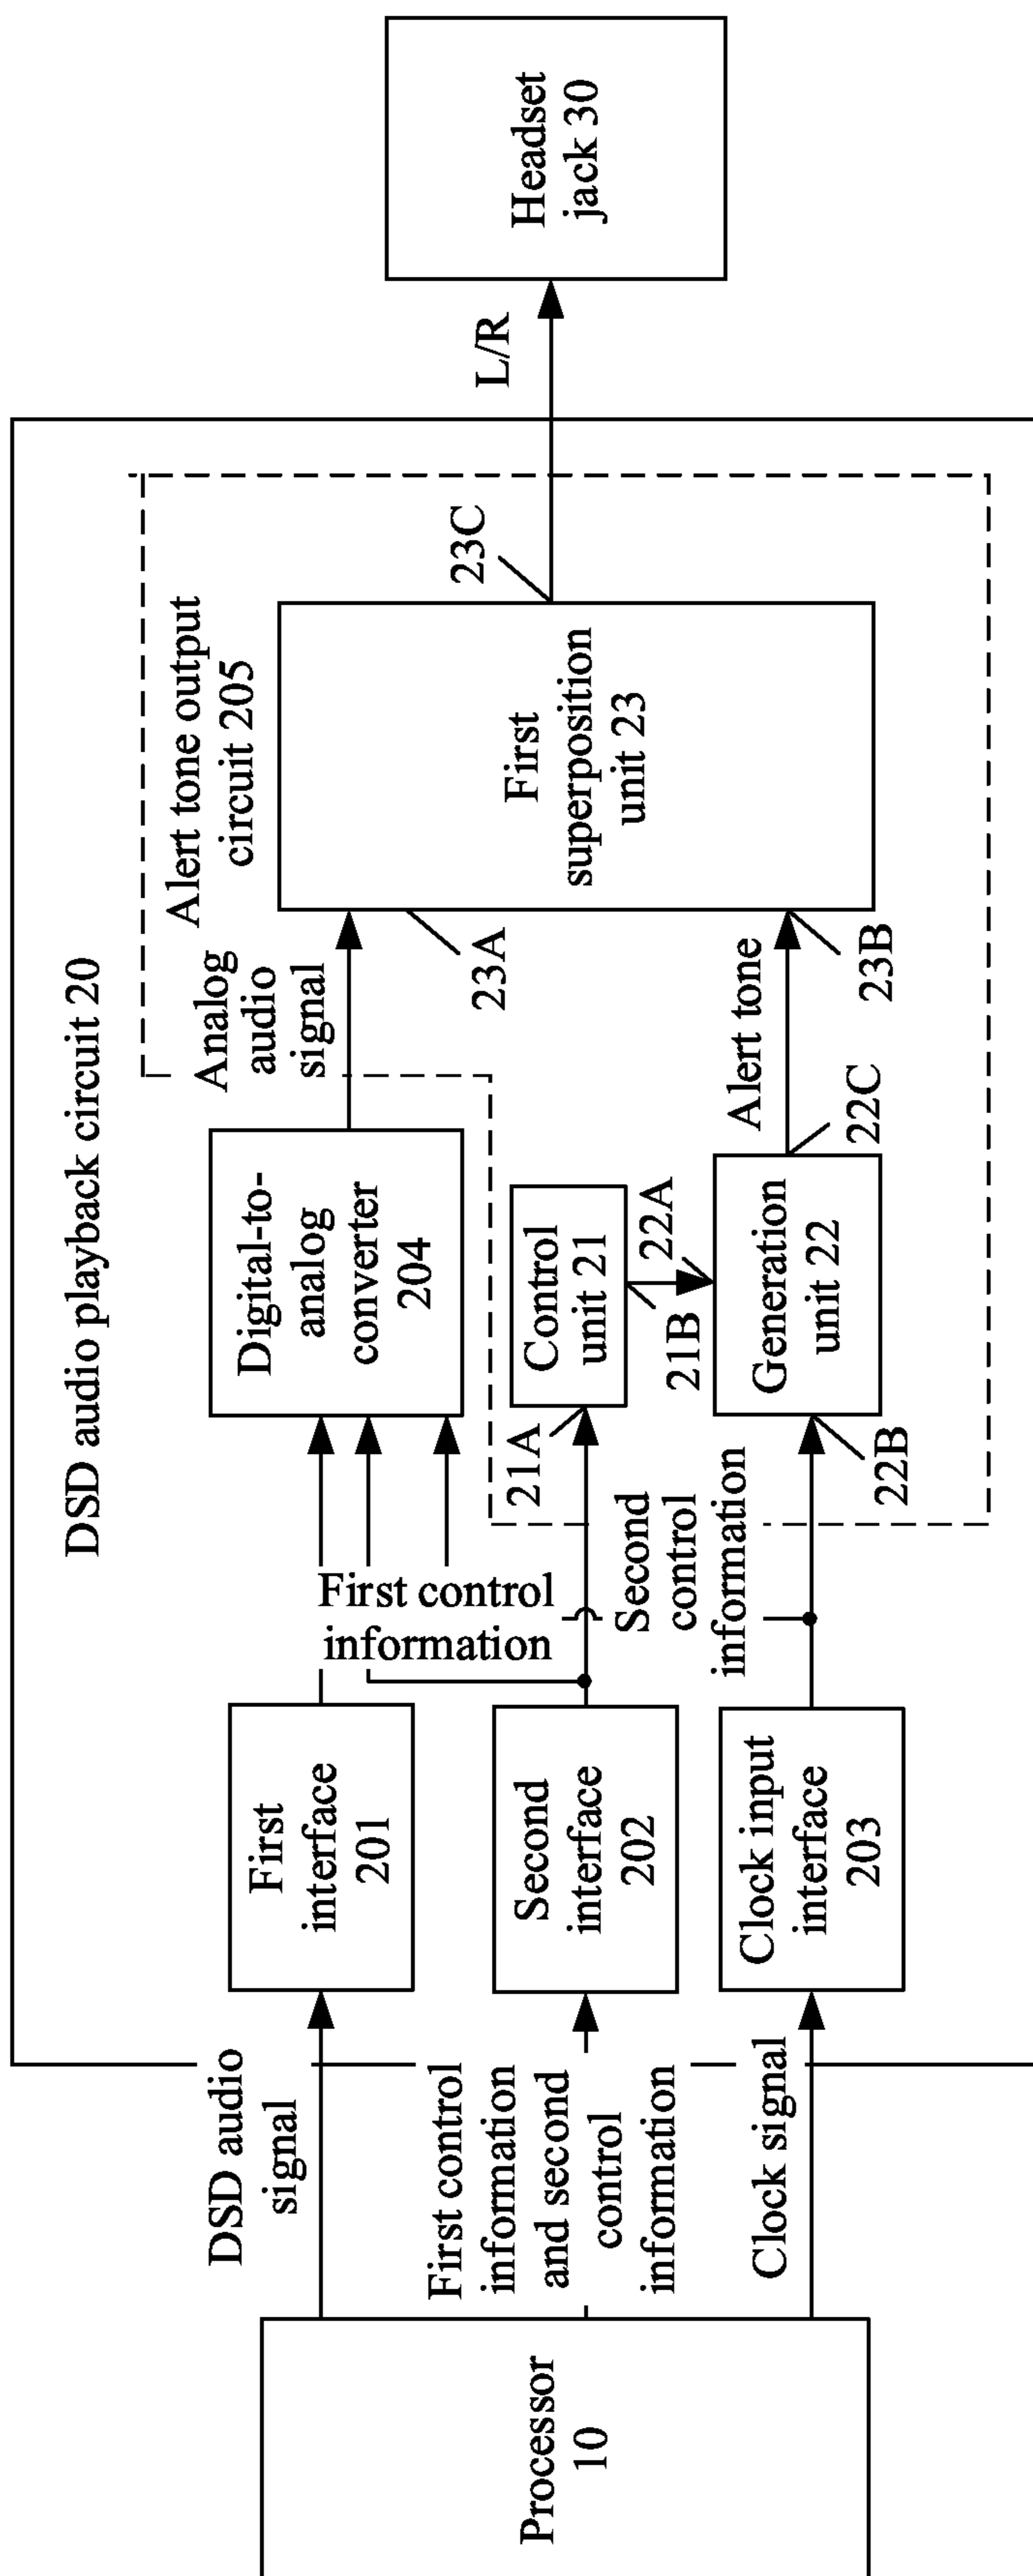 DSD audio playback circuit 20
Processor
10
DSD audio
signal
First control
information
and second
control
information
Clock signal
First
interface
201
Second
interface
202
Clock input
interface
203
First control
information
Second
control
information
Digital-to-
analog
converter
204
21A
Control
unit 21
21B
22A
22B
Generation
unit 22
22C
Analog
audio
signal
Alert tone
Alert tone output
circuit 205
23A
23B
First
superposition
unit 23
23C
L/R
Headset
jack 30